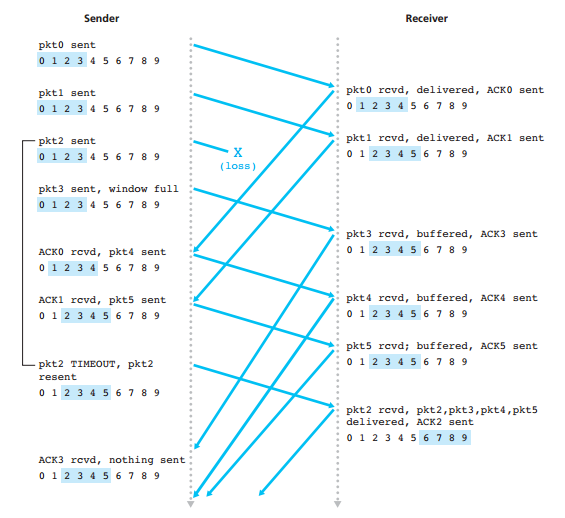 Sender
Receiver
pkt0 sent
0 1 2 3 4 5 6 7 8 9
pkt0 rcvd, delivered, ACK0 sent
0 1 2 3 4 5 6 7 8 9
pkt1 sent
0 1 2 3 4 5 6 7 8 9
pkt1 rcvd, delivered, ACK1 sent
0 1 2 3 4 5 6 7 8 9
pkt2 sent
0 1 2 3 4 5 6 7 8 9
X
(loss)
pkt3 sent, window full
0 1 2 3 4 5 6 7 8 9
pkt3 rcvd, buffered, ACK3 sent
0 1 2 3 4 5 6 7 8 9
ACK0 rcvd, pkt4 sent
0 1 2 3 4 5 6 7 8 9
pkt4 rcvd, buffered, ACK4 sent
0 1 2 3 4 5 6 7 8 9
ACK1 rcvd, pkt5 sent
0 1 2 3 4 5 6 7 8 9
pkt5 rcvd; buffered, ACK5 sent
0 1 2 3 4 5 6 7 8 9
pkt2 TIMEOUT, pkt2
resent
0 1 2 3 4 5 6 7 8 9
pkt2 rcvd, pkt2,pkt3,pkt4,pkt5
delivered, ACK2 sent
0 1 2 3 4 5 6 7 8 9
ACK3 rcvd, nothing sent
0 1 2 3 4 5 6 7 8 9